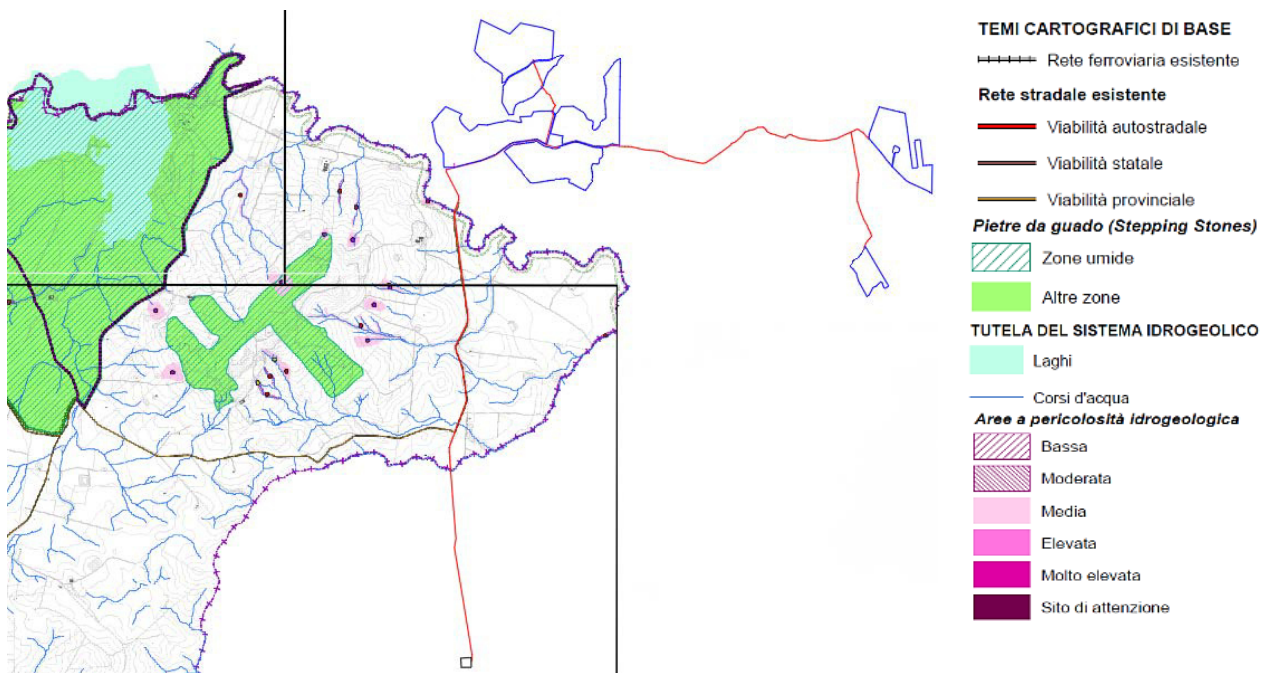 TEMI CARTOGRAFICI DI BASE
Rete ferroviaria esistente
Rete stradale esistente
Viabilità autostradale
Viabilità statale
Viabilità provinciale
Pietre da guado (Stepping Stones)
Zone umide
Altre zone
TUTELA DEL SISTEMA IDROGEOLICO
Laghi
Corsi d'acqua
Aree a pericolosità idrogeologica
Bassa
Moderata
Media
Elevata
Molto elevata
Sito di attenzione